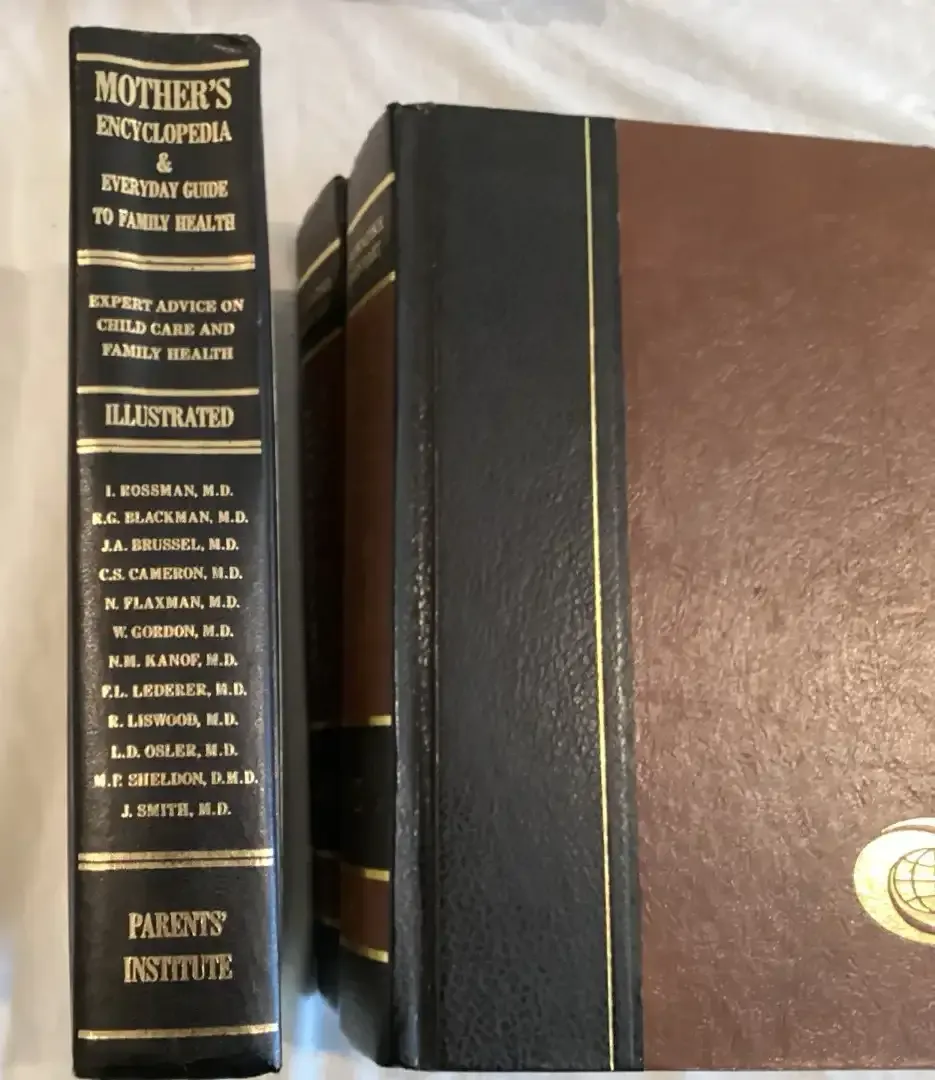 MOTHER'S
ENCYCLOPEDIA
&
EVERYDAY GUIDE
TO FAMILY HEALTH
EXPERT ADVICE ON
CHILD CARE AND
FAMILY HEALTH
ILLUSTRATED
I. ROSSMAN, M.D.
R.G. BLACKMAN, M.D.
J.A. BRUSSEL, M.D.
C.S. CAMERON, M.D.
N. FLAXMAN, M.D.
W. GORDON, M.D.
N.M. KANOF, M.D.
F.L. LEDERER, M.D.
R. LISWOOD, M.D.
L.D. OSLER, M.D.
M.P. SHELDON, D.M.D.
J. SMITH, M.D.
PARENTS'
INSTITUTE